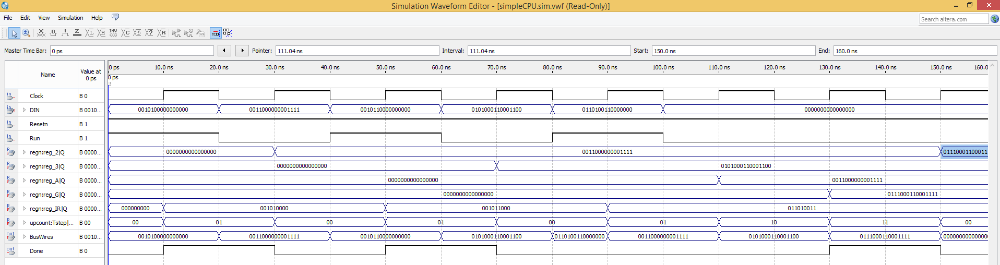 Simulation Waveform Editor - [simpleCPU.sim.vwf (Read-Only)]
File Edit View Simulation Help
Search altera.com
Master Time Bar: 0 ps Pointer: 111.04 ns Interval: 111.04 ns Start: 150.0 ns End: 160.0 ns
Name Value at 0 ps 0 ps 10.0 ns 20.0 ns 30.0 ns 40.0 ns 50.0 ns 60.0 ns 70.0 ns 80.0 ns 90.0 ns 100.0 ns 110.0 ns 120.0 ns 130.0 ns 140.0 ns 150.0 ns 160.0
0 ps
in Clock B 0
in DIN B 0010... 0010100000000000 0011000000001111 0010110000000000 0101000110001100 0110100110000000 0000000000000000
in Resetn B 1
in Run B 1
R regn:reg_2|Q B 0000... 0000000000000000 0011000000001111 0111000110001111
R regn:reg_3|Q B 0000... 0000000000000000 0101000110001100
R regn:reg_A|Q B 0000... 0000000000000000 0011000000001111
R regn:reg_G|Q B 0000... 0000000000000000 0111000110001111
R regn:reg_IR|Q B 0000... 000000000 001010000 001011000 011010011
R upcount:Tstep|... B 00 00 01 00 01 00 01 10 11 00
out BusWires B 0010... 0010100000000000 0011000000001111 0010110000000000 0101000110001100 0110100110000000 0011000000001111 0101000110001100 0111000110001111 0000000000000000
out Done B 0